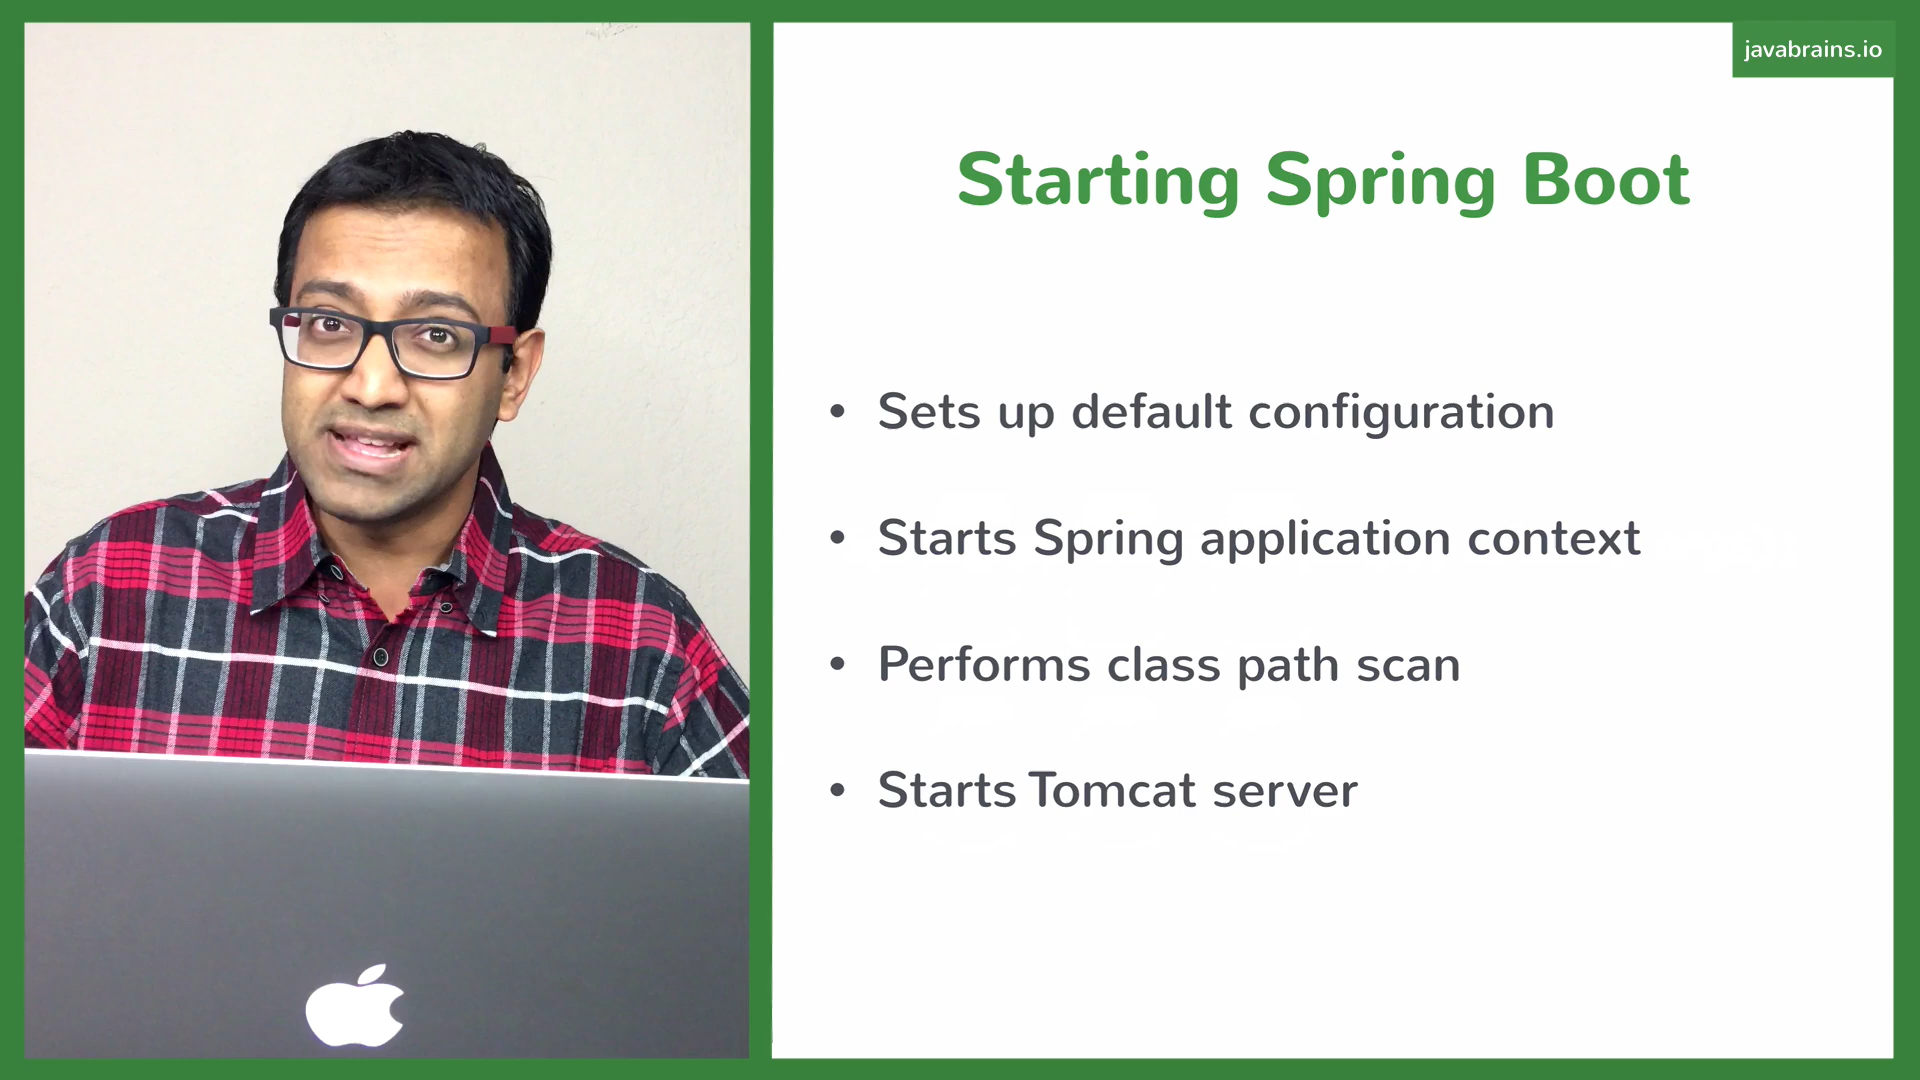 javabrains.io
Starting Spring Boot
• Sets up default configuration
• Starts Spring application context
• Performs class path scan
• Starts Tomcat server